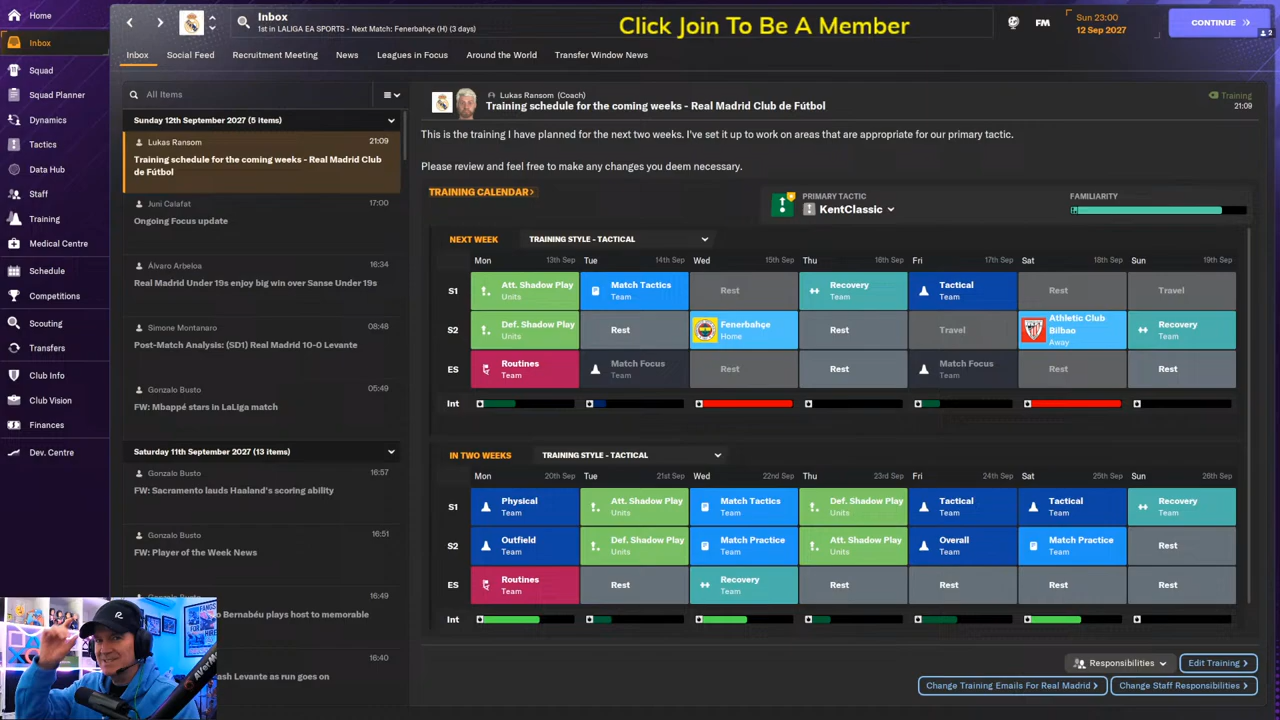 Home
Inbox
1st in LALIGA EA SPORTS - Next Match: Fenerbahçe (H) (3 days)
Click Join To Be A Member
FM
Sun 23:00
12 Sep 2027
CONTINUE
2
Inbox
Squad
Squad Planner
Dynamics
Tactics
Data Hub
Staff
Training
Medical Centre
Schedule
Competitions
Scouting
Transfers
Club Info
Club Vision
Finances
Dev. Centre
Inbox Social Feed Recruitment Meeting News Leagues in Focus Around the World Transfer Window News
All Items
Sunday 12th September 2027 (5 items)
Lukas Ransom 21:09
Training schedule for the coming weeks - Real Madrid Club
de Fútbol
Juni Calafat 17:00
Ongoing Focus update
Álvaro Arbeloa 16:34
Real Madrid Under 19s enjoy big win over Sanse Under 19s
Simone Montanaro 08:48
Post-Match Analysis: (SD1) Real Madrid 10-0 Levante
Gonzalo Busto 05:49
FW: Mbappé stars in LaLiga match
Saturday 11th September 2027 (13 items)
Gonzalo Busto 16:57
FW: Sacramento lauds Haaland's scoring ability
Gonzalo Busto 16:51
FW: Player of the Week News
16:49
Bernabéu plays host to memorable
16:40
Levante as run goes on
Lukas Ransom (Coach)
Training schedule for the coming weeks - Real Madrid Club de Fútbol
Training
21:09
This is the training I have planned for the next two weeks. I've set it up to work on areas that are appropriate for our primary tactic.
Please review and feel free to make any changes you deem necessary.
TRAINING CALENDAR
PRIMARY TACTIC
KentClassic
FAMILIARITY
NEXT WEEK TRAINING STYLE - TACTICAL
Mon 13th Sep Tue 14th Sep Wed 15th Sep Thu 16th Sep Fri 17th Sep Sat 18th Sep Sun 19th Sep
S1 Att. Shadow Play Units Match Tactics Team Rest Recovery Team Tactical Team Rest Travel
S2 Def. Shadow Play Units Rest Fenerbahçe Home Rest Travel Athletic Club Bilbao Away Recovery Team
ES Routines Team Match Focus Team Rest Rest Match Focus Team Rest Rest
Int
IN TWO WEEKS TRAINING STYLE - TACTICAL
Mon 20th Sep Tue 21st Sep Wed 22nd Sep Thu 23rd Sep Fri 24th Sep Sat 25th Sep Sun 26th Sep
S1 Physical Team Att. Shadow Play Units Match Tactics Team Def. Shadow Play Units Tactical Team Tactical Team Recovery Team
S2 Outfield Team Def. Shadow Play Units Match Practice Team Att. Shadow Play Units Overall Team Match Practice Team Rest
ES Routines Team Rest Recovery Team Rest Rest Rest Rest
Int
Responsibilities
Edit Training
Change Training Emails For Real Madrid
Change Staff Responsibilities
FAMOS
FOR
HIRE